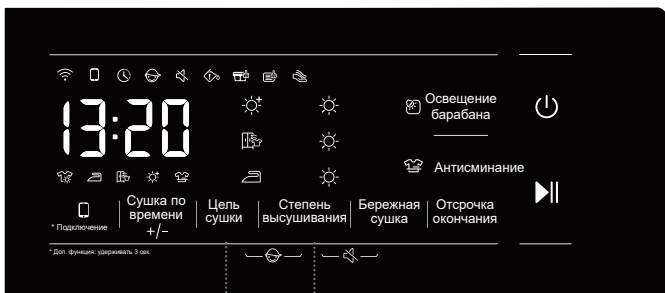 13:20
Освещение
барабана
Антисминание
* Подключение
Сушка по
времени
+/−
Цель
сушки
Степень
высушивания
Бережная
сушка
Отсрочка
окончания
* Доп. функция: удерживать 3 сек.